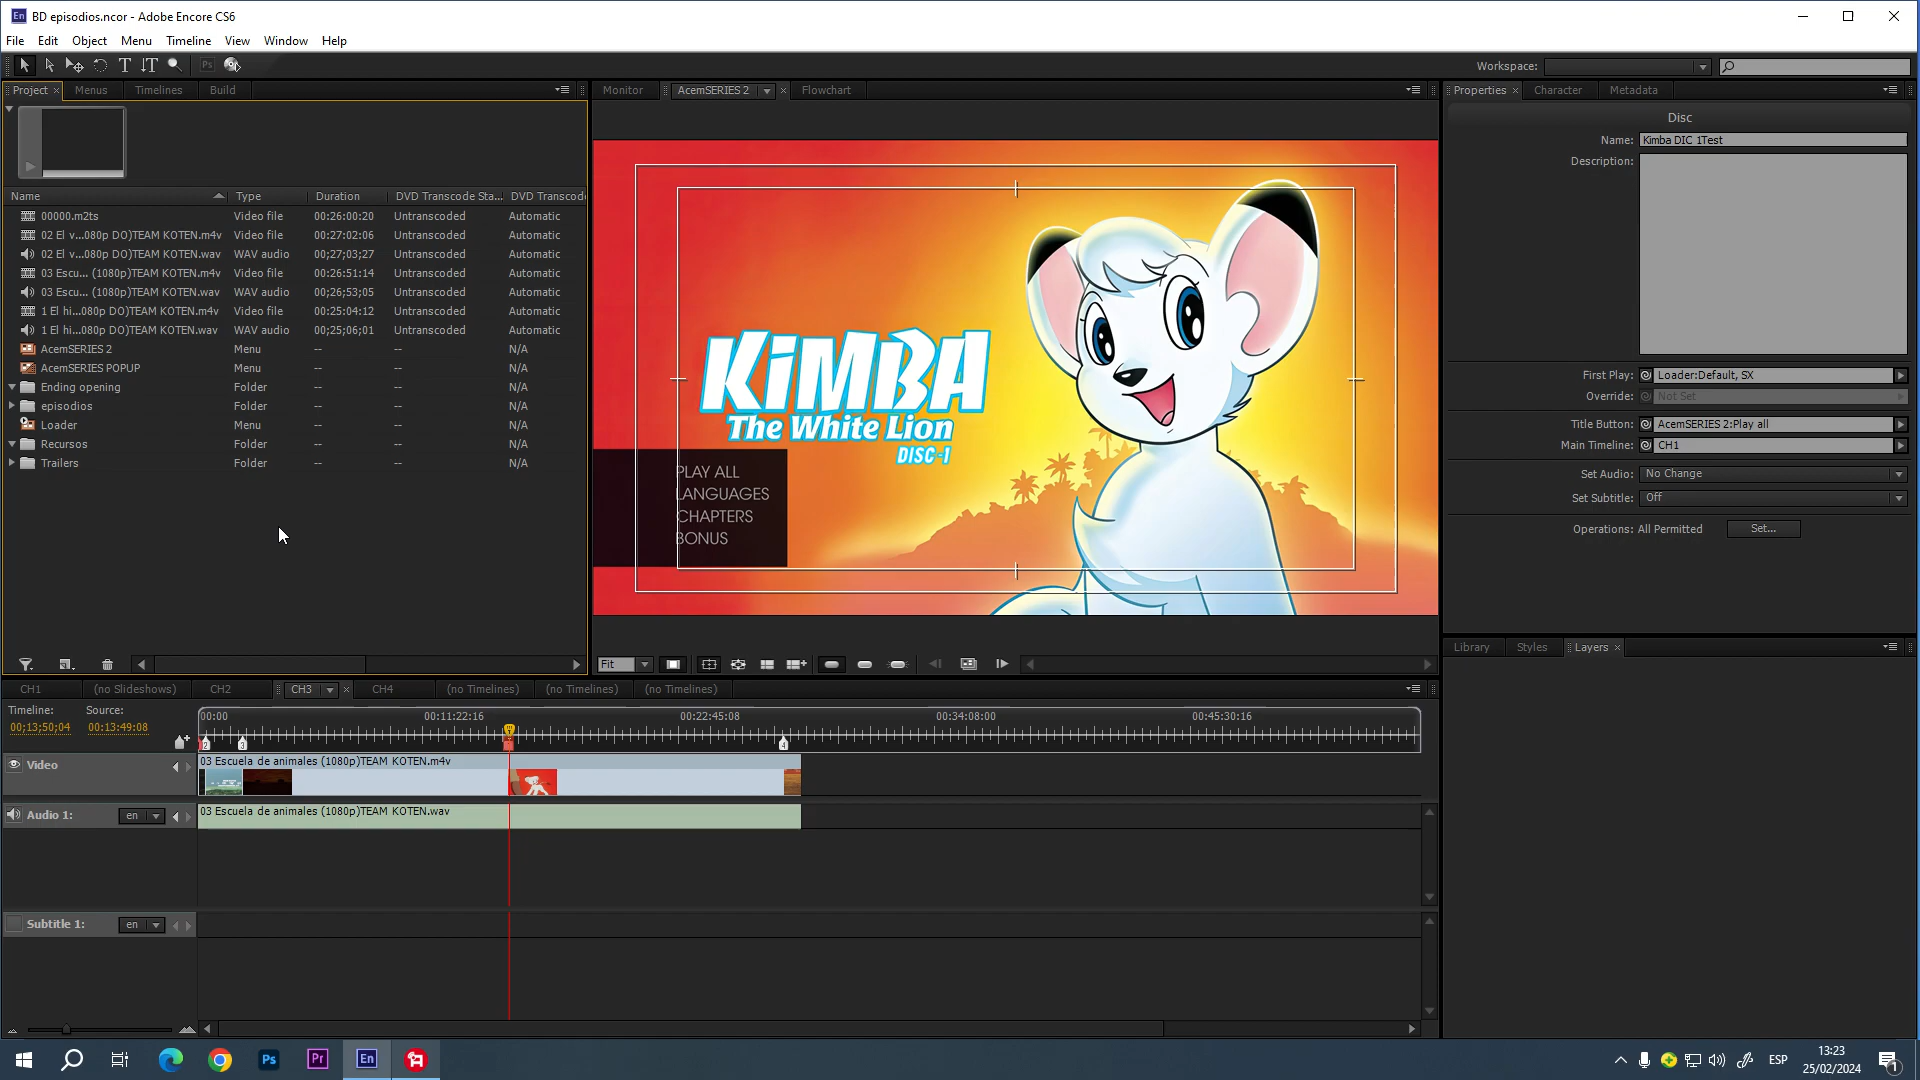 En BD episodios.ncor - Adobe Encore CS6
File Edit Object Menu Timeline View Window Help
Ps
Workspace:
Project Menus Timelines Build
Monitor AcemSERIES 2 Flowchart
Properties Character Metadata
Name Type Duration DVD Transcode Sta... DVD Transcode
00000.m2ts Video file 00:26:00:20 Untranscoded Automatic
02 El v...080p DO)TEAM KOTEN.m4v Video file 00:27:02:06 Untranscoded Automatic
02 El v...080p DO)TEAM KOTEN.wav WAV audio 00;27;03;27 Untranscoded Automatic
03 Escu... (1080p)TEAM KOTEN.m4v Video file 00:26:51:14 Untranscoded Automatic
03 Escu... (1080p)TEAM KOTEN.wav WAV audio 00;26;53;05 Untranscoded Automatic
1 El hi...080p DO)TEAM KOTEN.m4v Video file 00:25:04:12 Untranscoded Automatic
1 El hi...080p DO)TEAM KOTEN.wav WAV audio 00;25;06;01 Untranscoded Automatic
AcemSERIES 2 Menu -- -- N/A
AcemSERIES POPUP Menu -- -- N/A
Ending opening Folder -- -- N/A
episodios Folder -- -- N/A
Loader Menu -- -- N/A
Recursos Folder -- -- N/A
Trailers Folder -- -- N/A
KiMBA
The White Lion
DISC-1
PLAY ALL
LANGUAGES
CHAPTERS
BONUS
Fit
Disc
Name: Kimba DIC 1Test
Description:
First Play: Loader:Default, SX
Override: Not Set
Title Button: AcemSERIES 2:Play all
Main Timeline: CH1
Set Audio: No Change
Set Subtitle: Off
Operations: All Permitted Set...
Library Styles Layers
CH1 (no Slideshows) CH2 CH3 CH4 (no Timelines) (no Timelines) (no Timelines)
Timeline: Source:
00;13;50;04 00:13:49:08
00:00 00:11:22:16 00:22:45:08 00:34:08:00 00:45:30:16
2 3 4
Video 03 Escuela de animales (1080p)TEAM KOTEN.m4v
Audio 1: en 03 Escuela de animales (1080p)TEAM KOTEN.wav
Subtitle 1: en
Ps Pr En
ESP
13:23
25/02/2024
1